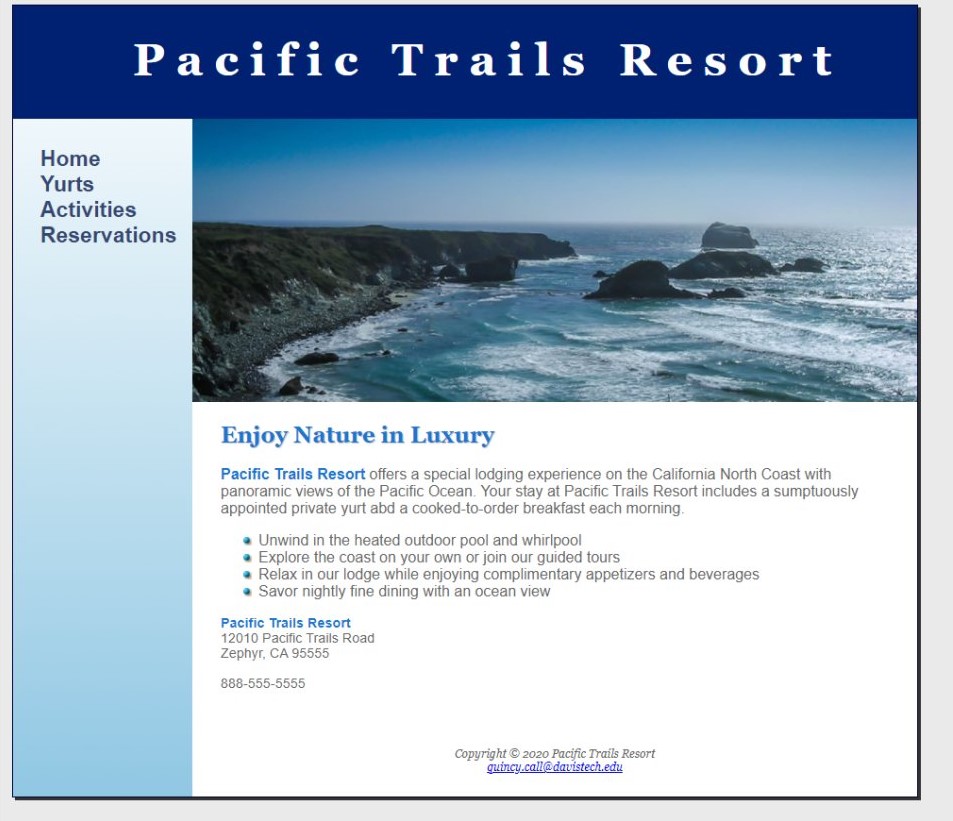 Pacific Trails Resort
Home
Yurts
Activities
Reservations
Enjoy Nature in Luxury
Pacific Trails Resort offers a special lodging experience on the California North Coast with
panoramic views of the Pacific Ocean. Your stay at Pacific Trails Resort includes a sumptuously
appointed private yurt abd a cooked-to-order breakfast each morning.
Unwind in the heated outdoor pool and whirlpool
Explore the coast on your own or join our guided tours
Relax in our lodge while enjoying complimentary appetizers and beverages
Savor nightly fine dining with an ocean view
Pacific Trails Resort
12010 Pacific Trails Road
Zephyr, CA 95555
888-555-5555
Copyright © 2020 Pacific Trails Resort
quincy.call@davistech.edu